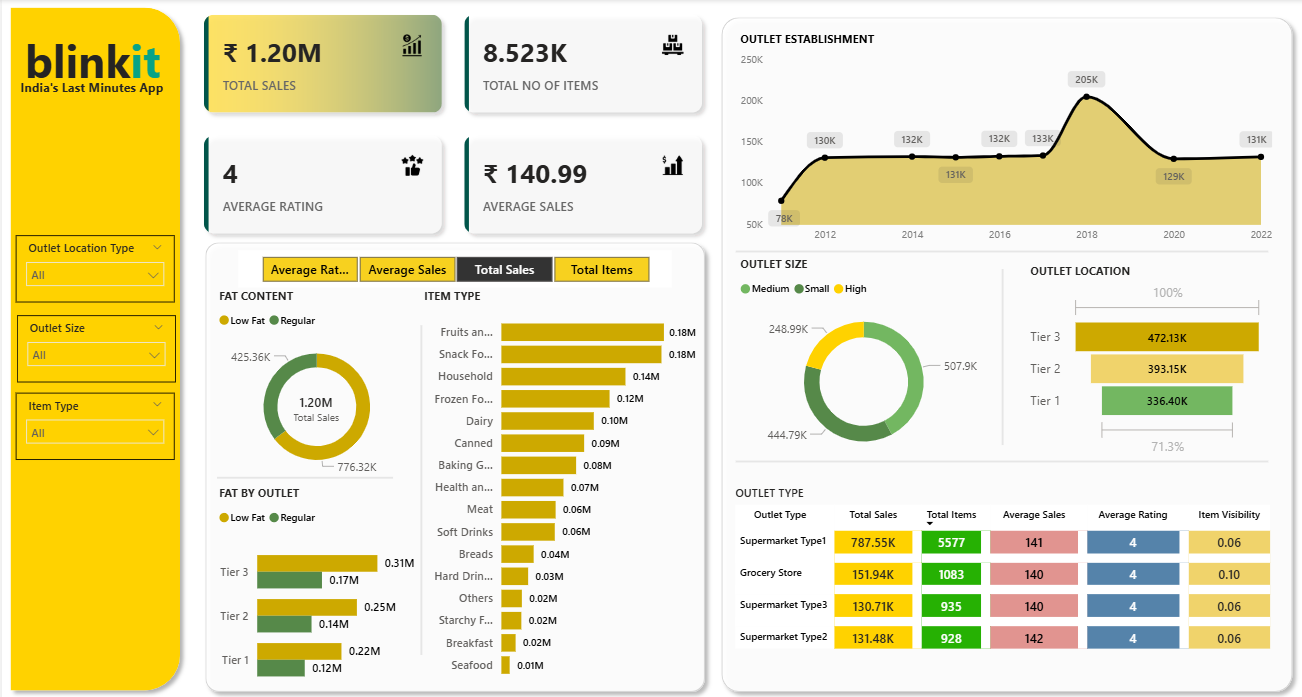 blinkit
India's Last Minutes App
Outlet Location Type
All
Outlet Size
All
Item Type
All
₹ 1.20M
TOTAL SALES
8.523K
TOTAL NO OF ITEMS
4
AVERAGE RATING
₹ 140.99
AVERAGE SALES
Average Rat... Average Sales Total Sales Total Items
FAT CONTENT
Low Fat Regular
425.36K
1.20M
Total Sales
776.32K
FAT BY OUTLET
Low Fat Regular
Tier 3 0.31M
0.17M
Tier 2 0.25M
0.14M
Tier 1 0.22M
0.12M
ITEM TYPE
Fruits an... 0.18M
Snack Fo... 0.18M
Household 0.14M
Frozen Fo... 0.12M
Dairy 0.10M
Canned 0.09M
Baking G... 0.08M
Health an... 0.07M
Meat 0.06M
Soft Drinks 0.06M
Breads 0.04M
Hard Drin... 0.03M
Others 0.02M
Starchy F... 0.02M
Breakfast 0.02M
Seafood 0.01M
OUTLET ESTABLISHMENT
250K
200K
150K
100K
50K
78K 130K 132K 131K 132K 133K 205K 129K 131K
2012 2014 2016 2018 2020 2022
OUTLET SIZE
Medium Small High
248.99K
507.9K
444.79K
OUTLET LOCATION
100%
Tier 3 472.13K
Tier 2 393.15K
Tier 1 336.40K
71.3%
OUTLET TYPE
Outlet Type Total Sales Total Items Average Sales Average Rating Item Visibility
Supermarket Type1 787.55K 5577 141 4 0.06
Grocery Store 151.94K 1083 140 4 0.10
Supermarket Type3 130.71K 935 140 4 0.06
Supermarket Type2 131.48K 928 142 4 0.06